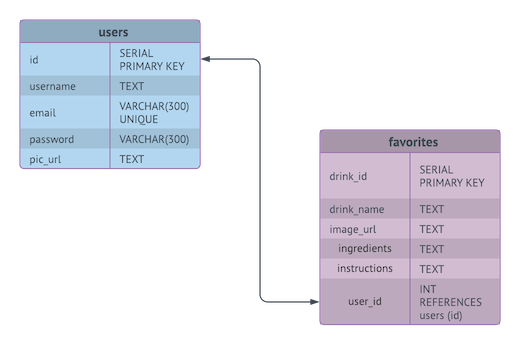 users
id SERIAL
PRIMARY KEY
username TEXT
email VARCHAR(300)
UNIQUE
password VARCHAR(300)
pic_url TEXT
favorites
drink_id SERIAL
PRIMARY KEY
drink_name TEXT
image_url TEXT
ingredients TEXT
instructions TEXT
user_id INT
REFERENCES
users (id)